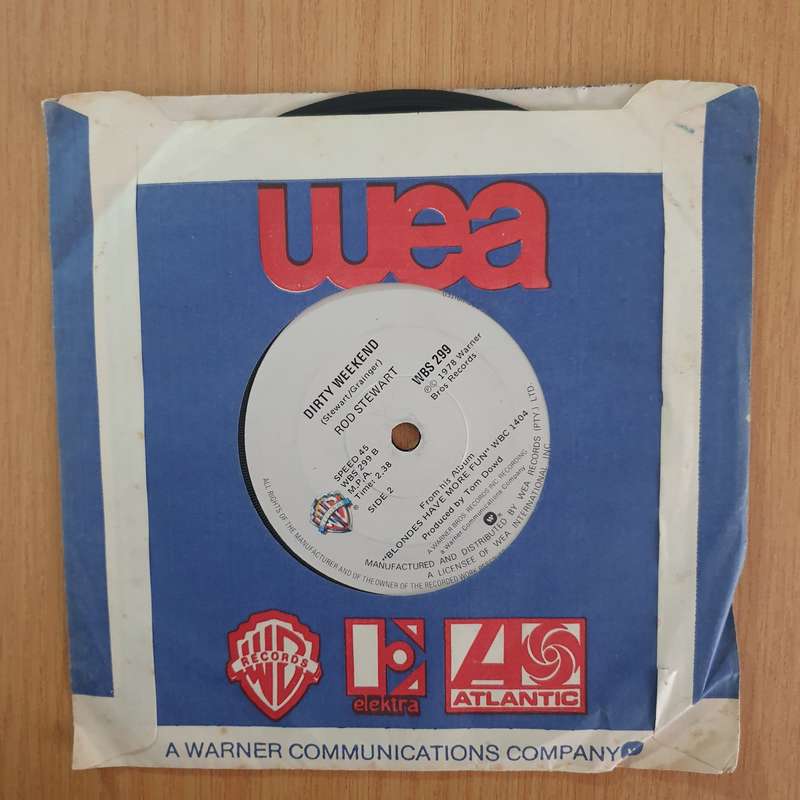 wea
DIRTY WEEKEND
(Stewart/Grainger)
ROD STEWART
WBS 299
℗© 1978 Warner
Bros Records
SPEED 45
WBS 299 B
M.P.A.
Time: 2.38
SIDE 2
From his Album
"BLONDES HAVE MORE FUN" WBC 1404
Produced by Tom Dowd
A WARNER BROS. RECORDS INC RECORDING
a Warner Communications Company
MANUFACTURED AND DISTRIBUTED BY WEA RECORDS (PTY.) LTD.
A LICENSEE OF WEA INTERNATIONAL INC.
ALL RIGHTS OF THE MANUFACTURER AND OF THE OWNER OF THE RECORDED WORK
WB
RECORDS
elektra
ATLANTIC
A WARNER COMMUNICATIONS COMPANY